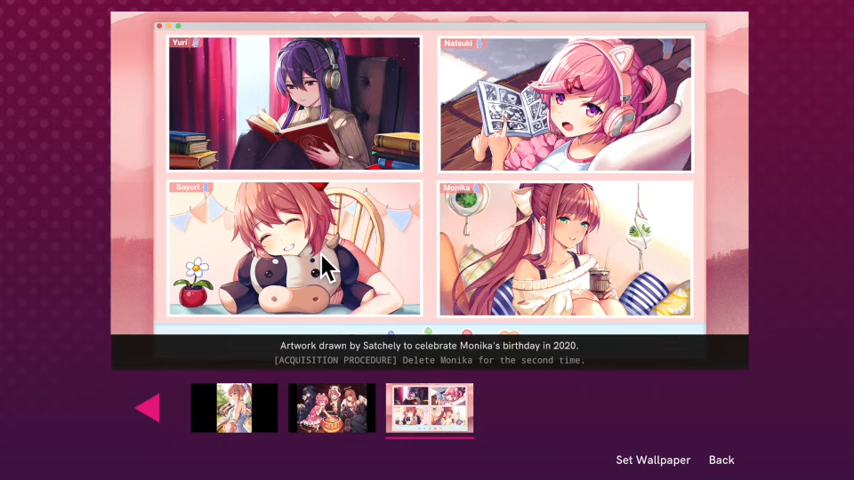 Yuri
Natsuki
Sayori
Monika
Artwork drawn by Satchely to celebrate Monika's birthday in 2020.
[ACQUISITION PROCEDURE] Delete Monika for the second time.
Set Wallpaper
Back